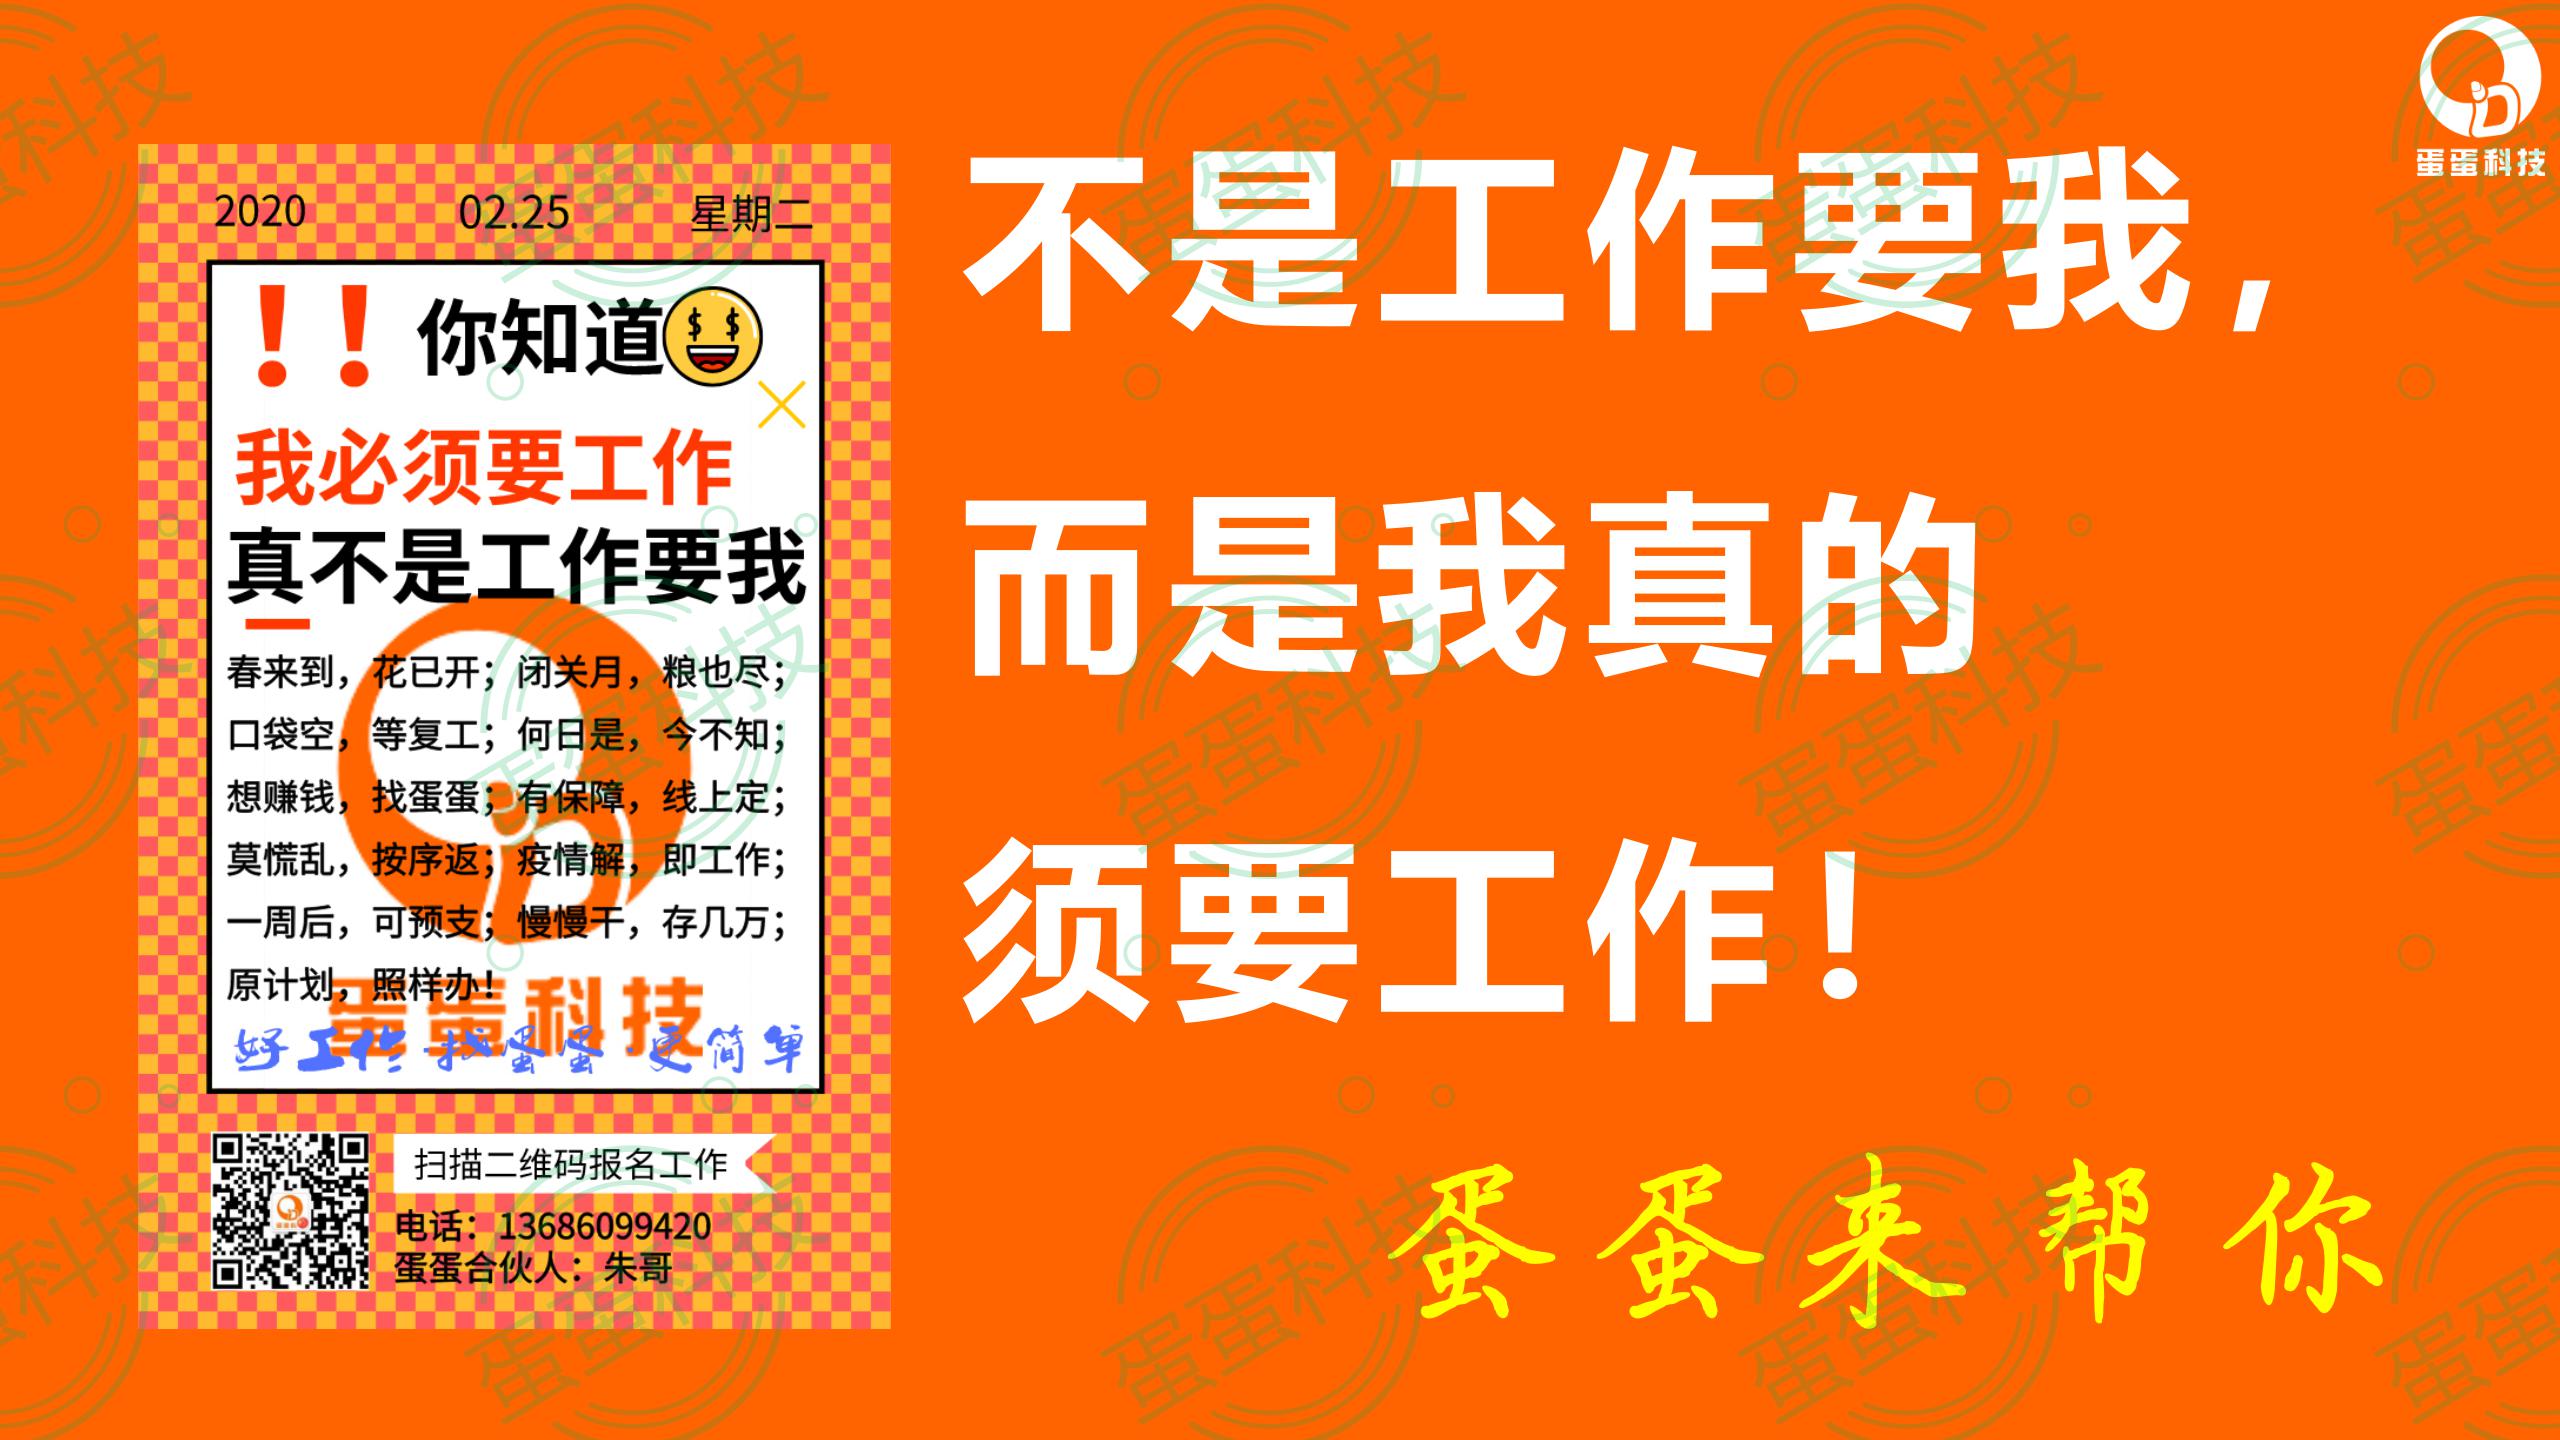 蛋蛋科技
2020 02.25 星期二
!! 你知道
我必须要工作
真不是工作要我
春来到，花已开；闭关月，粮也尽；
口袋空，等复工；何日是，今不知；
想赚钱，找蛋蛋；有保障，线上定；
莫慌乱，按序返；疫情解，即工作；
一周后，可预支；慢慢干，存几万；
原计划，照样办！
蛋蛋科技
好工作·找蛋蛋·更简单
扫描二维码报名工作
电话：13686099420
蛋蛋合伙人：朱哥
不是工作要我，
而是我真的
须要工作！
蛋蛋来帮你